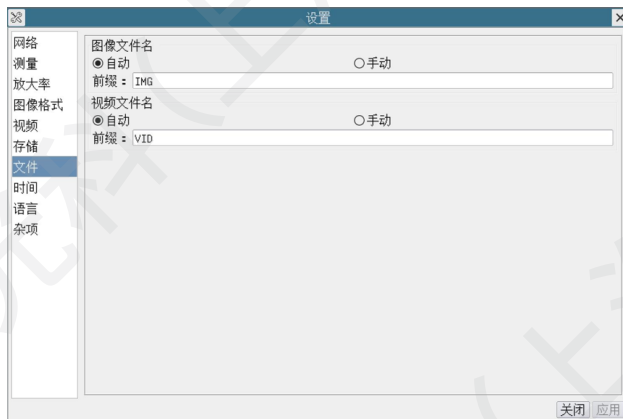 设置
网络
测量
放大率
图像格式
视频
存储
文件
时间
语言
杂项
图像文件名
自动 手动
前缀：IMG
视频文件名
自动 手动
前缀：VID
关闭 应用